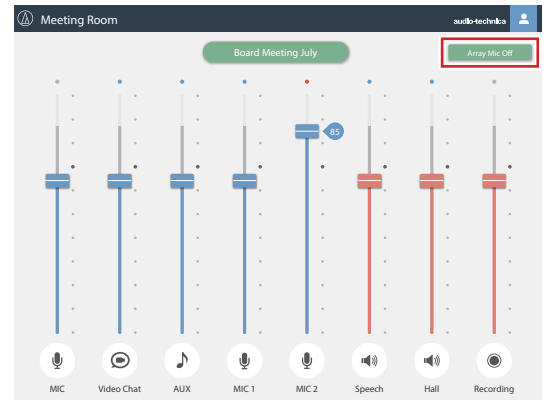 Meeting Room
audio-technica
Board Meeting July
Array Mic Off
85
MIC
Video Chat
AUX
MIC 1
MIC 2
Speech
Hall
Recording